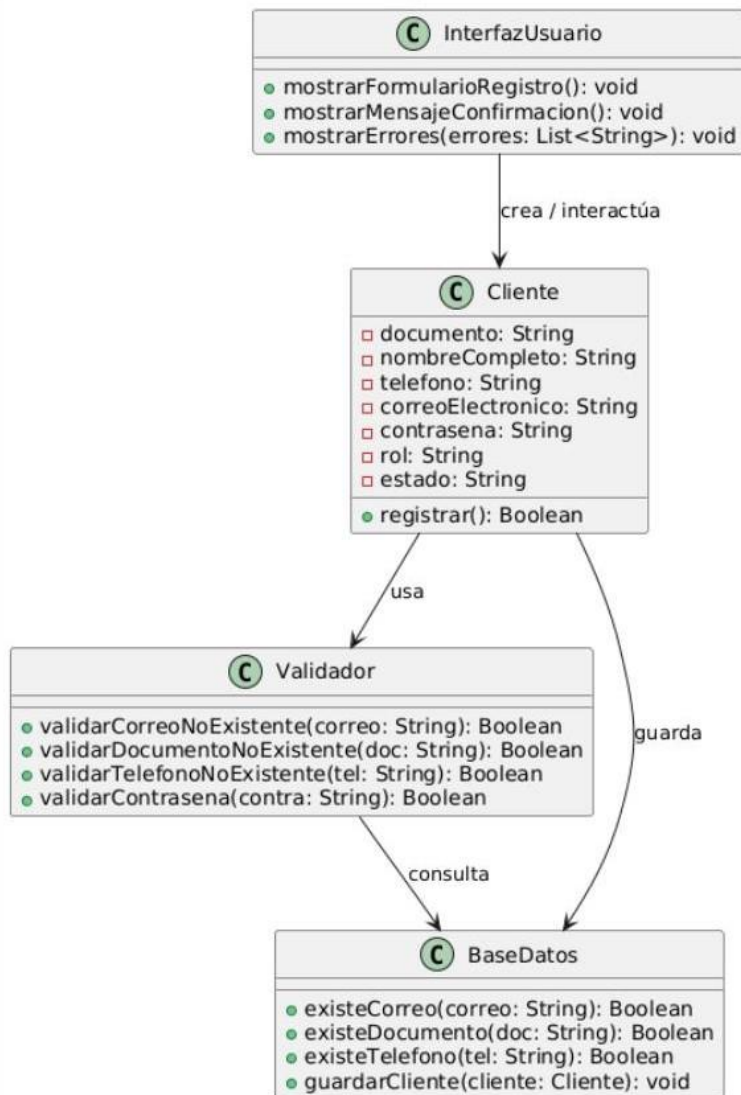 C InterfazUsuario
mostrarFormularioRegistro(): void
mostrarMensajeConfirmacion(): void
mostrarErrores(errores: List<String>): void
crea / interactúa
C Cliente
documento: String
nombreCompleto: String
telefono: String
correoElectronico: String
contrasena: String
rol: String
estado: String
registrar(): Boolean
usa
C Validador
validarCorreoNoExistente(correo: String): Boolean
validarDocumentoNoExistente(doc: String): Boolean
validarTelefonoNoExistente(tel: String): Boolean
validarContrasena(contra: String): Boolean
guarda
consulta
C BaseDatos
existeCorreo(correo: String): Boolean
existeDocumento(doc: String): Boolean
existeTelefono(tel: String): Boolean
guardarCliente(cliente: Cliente): void